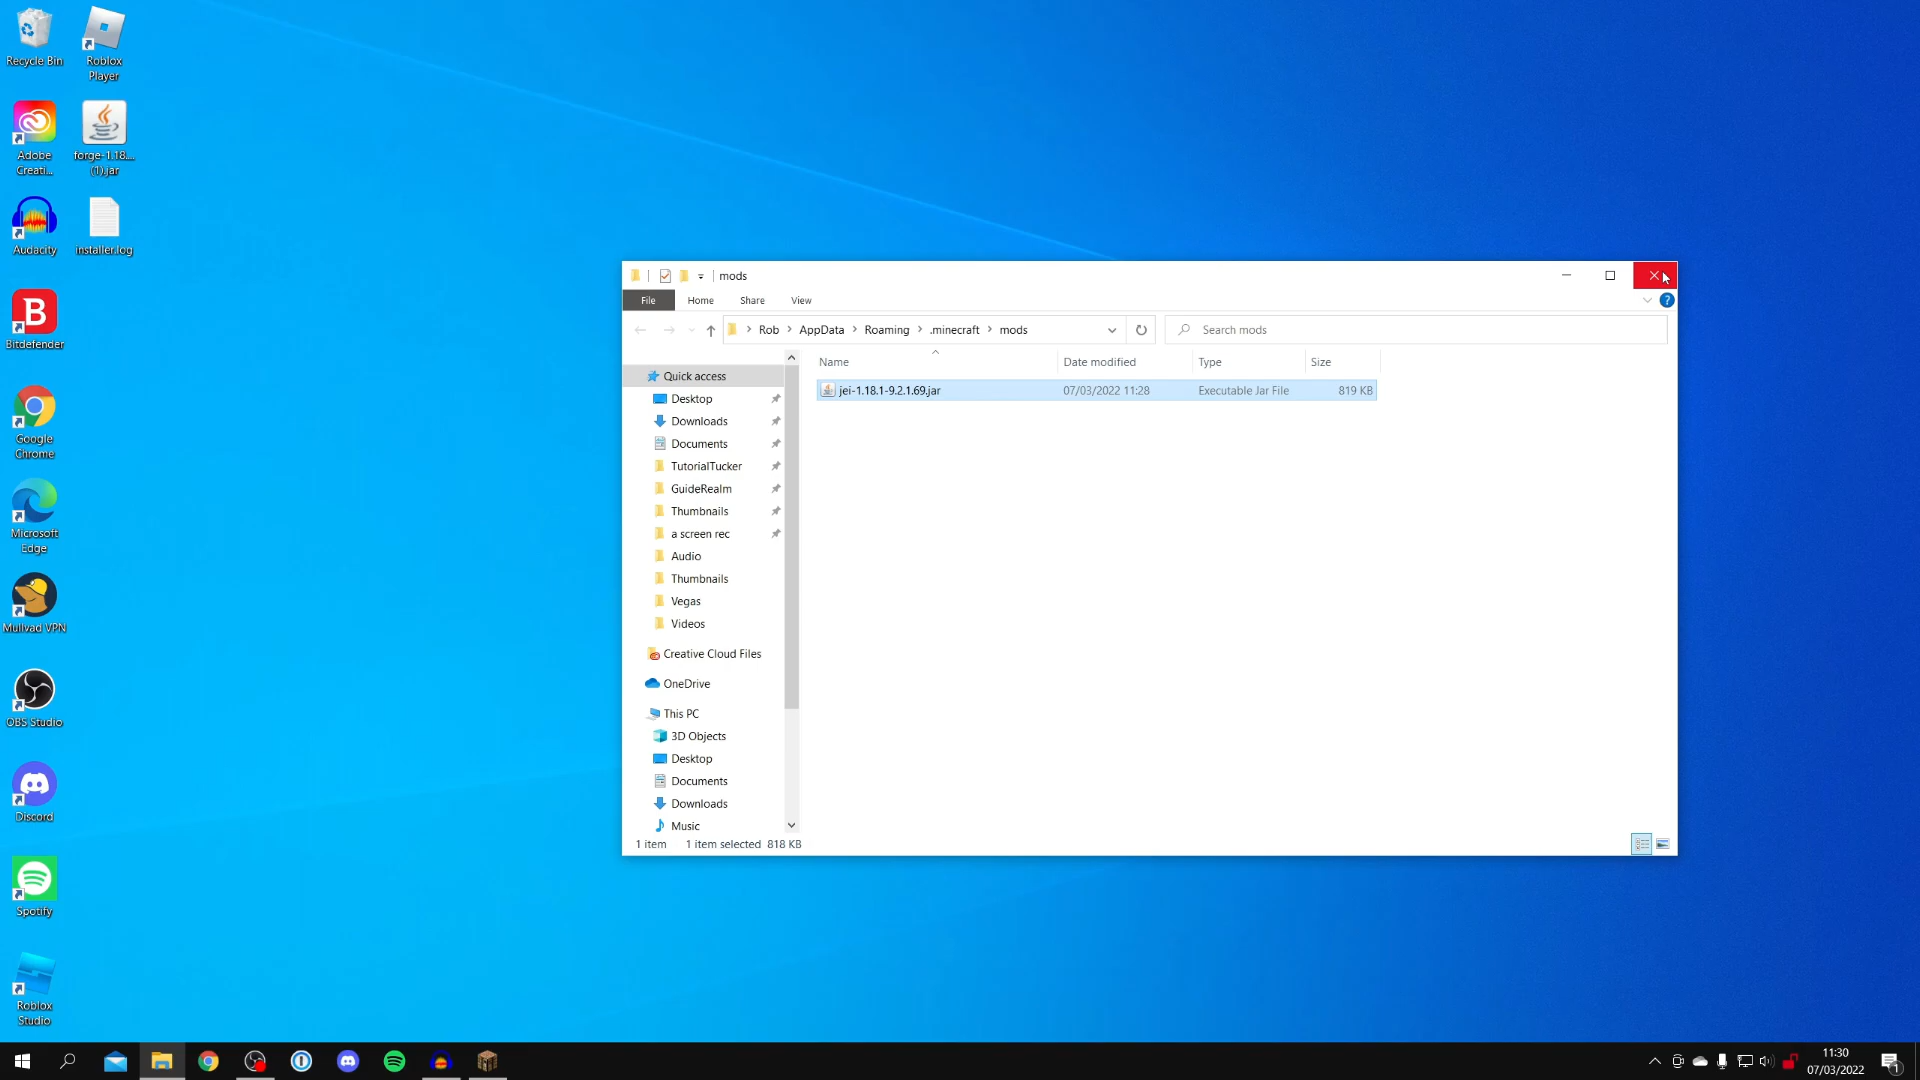 Recycle Bin
Roblox
Player
Adobe
Creati...
forge-1.18....
(1).jar
Audacity
installer.log
Bitdefender
Google
Chrome
Microsoft
Edge
Mullvad VPN
OBS Studio
Discord
Spotify
Roblox
Studio
mods
File
Home
Share
View
Rob > AppData > Roaming > .minecraft > mods
Search mods
Name
Date modified
Type
Size
jei-1.18.1-9.2.1.69.jar
07/03/2022 11:28
Executable Jar File
819 KB
Quick access
Desktop
Downloads
Documents
TutorialTucker
GuideRealm
Thumbnails
a screen rec
Audio
Thumbnails
Vegas
Videos
Creative Cloud Files
OneDrive
This PC
3D Objects
Desktop
Documents
Downloads
Music
1 item
1 item selected 818 KB
11:30
07/03/2022
1